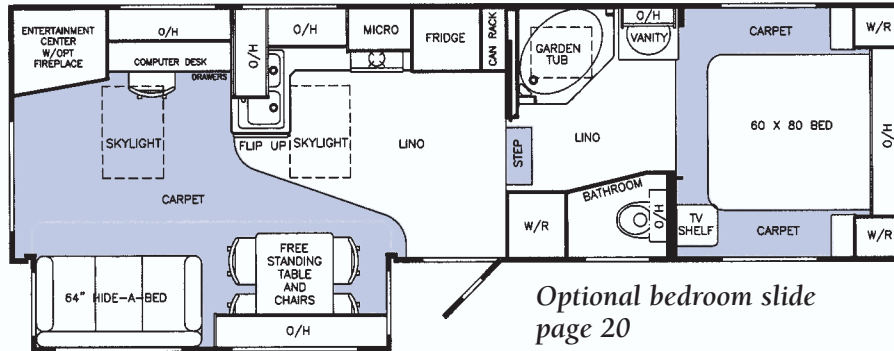 ENTERTAINMENT
CENTER
W/OPT
FIREPLACE
O/H
COMPUTER DESK
DRAWERS
O/H
O/H
MICRO
FRIDGE
CAN RACK
SKYLIGHT
FLIP UP
SKYLIGHT
LINO
CARPET
64" HIDE-A-BED
FREE
STANDING
TABLE
AND
CHAIRS
O/H
GARDEN
TUB
O/H
VANITY
STEP
LINO
BATHROOM
O/H
W/R
CARPET
W/R
60 X 80 BED
O/H
TV
SHELF
CARPET
W/R
Optional bedroom slide
page 20